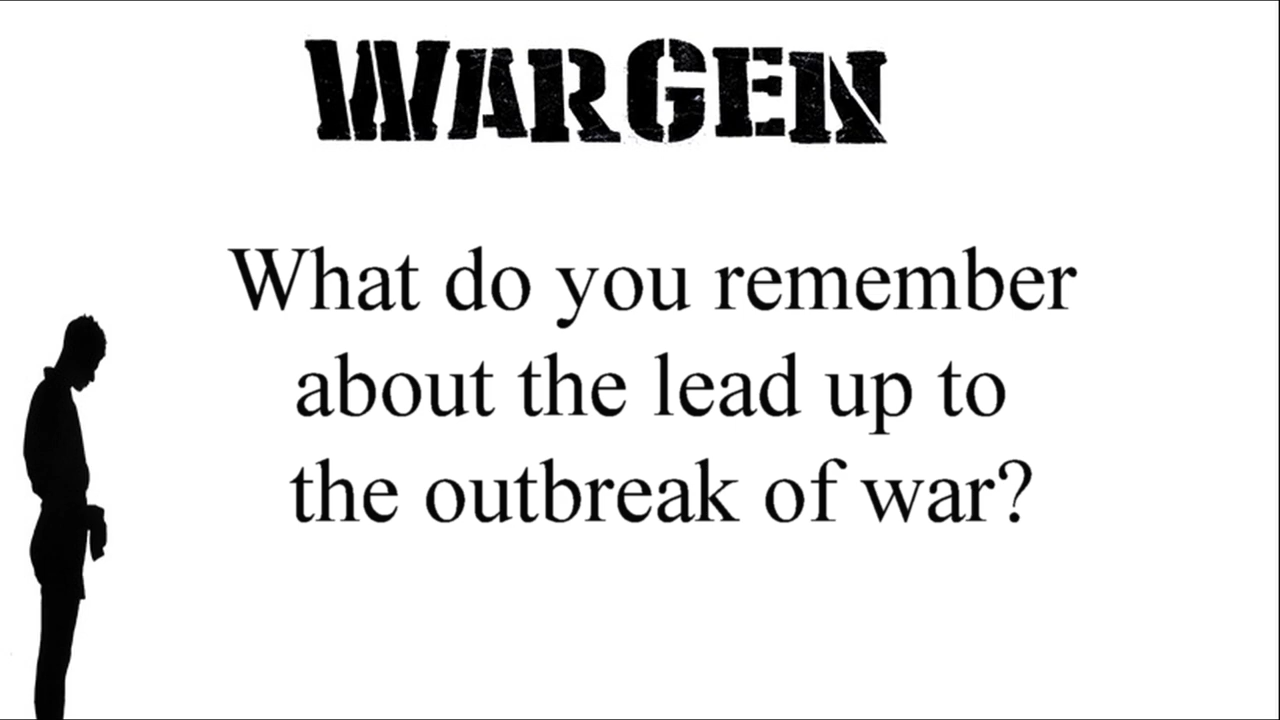 WARGEN
What do you remember
about the lead up to
the outbreak of war?